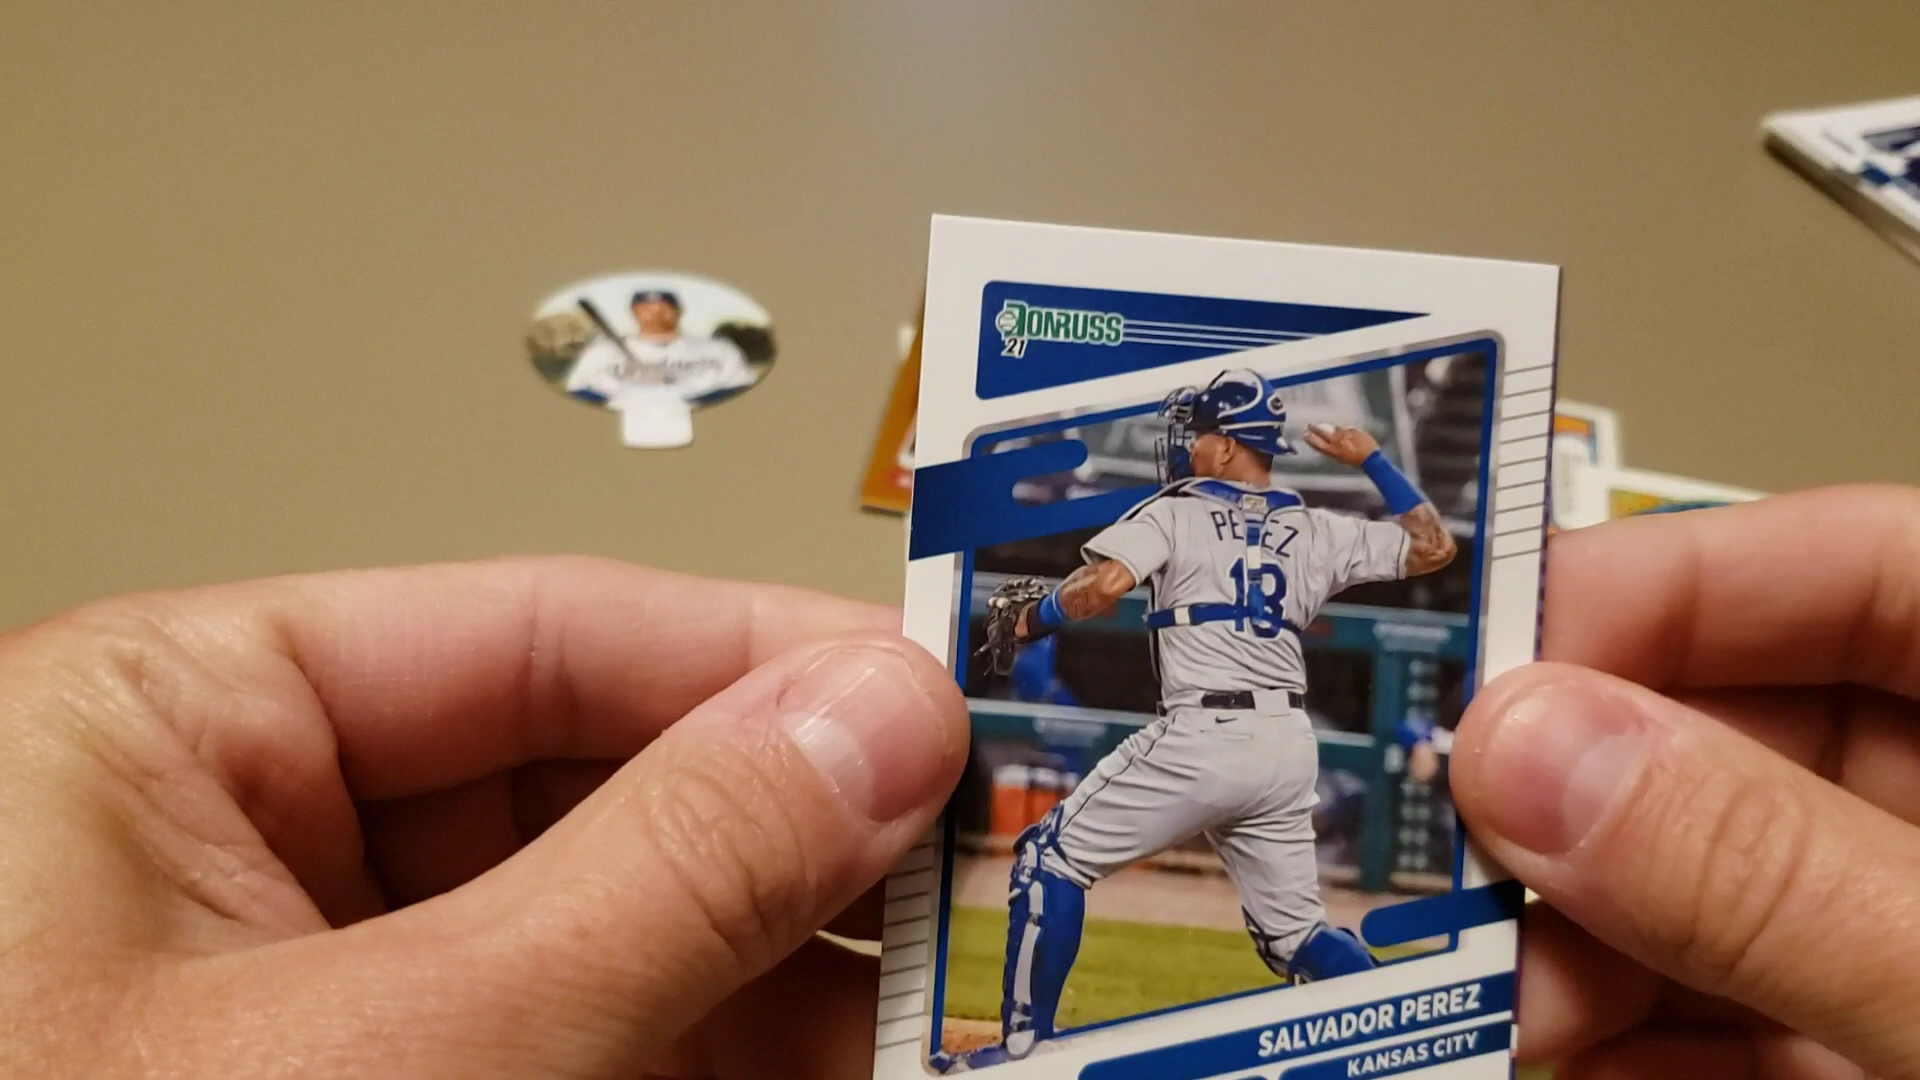 DONRUSS
21
PEREZ
13
SALVADOR PEREZ
KANSAS CITY